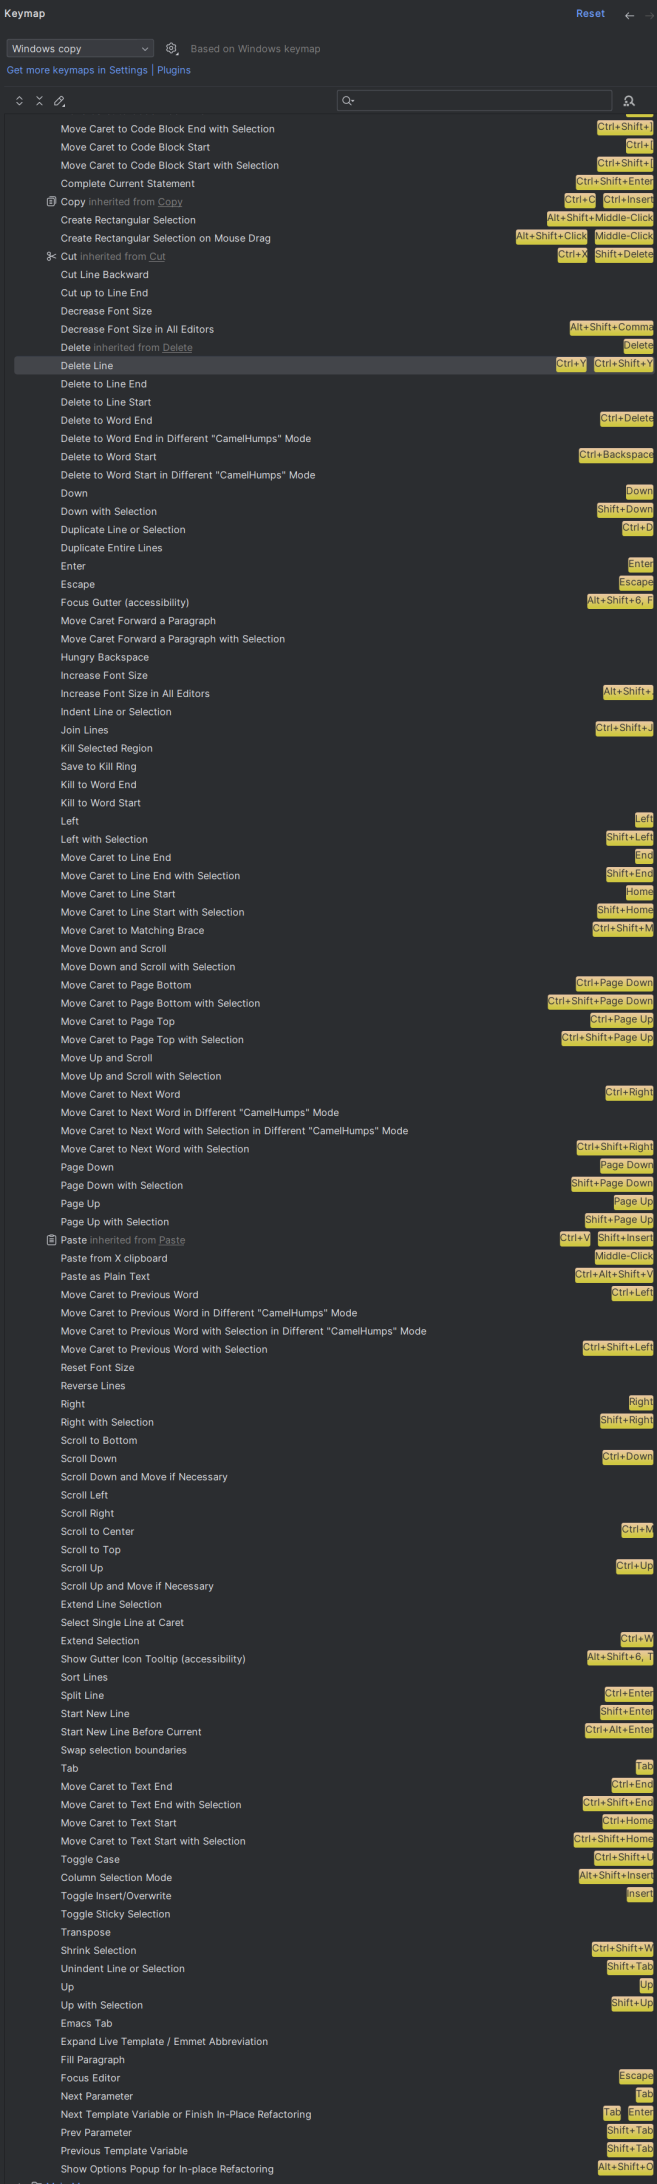 Keymap Reset
Windows copy Based on Windows keymap
Get more keymaps in Settings | Plugins
Move Caret to Code Block End with Selection Ctrl+Shift+]
Move Caret to Code Block Start Ctrl+[
Move Caret to Code Block Start with Selection Ctrl+Shift+[
Complete Current Statement Ctrl+Shift+Enter
Copy inherited from Copy Ctrl+C Ctrl+Insert
Create Rectangular Selection Alt+Shift+Middle-Click
Create Rectangular Selection on Mouse Drag Alt+Shift+Click Middle-Click
Cut inherited from Cut Ctrl+X Shift+Delete
Cut Line Backward
Cut up to Line End
Decrease Font Size
Decrease Font Size in All Editors Alt+Shift+Comma
Delete inherited from Delete Delete
Delete Line Ctrl+Y Ctrl+Shift+Y
Delete to Line End
Delete to Line Start
Delete to Word End Ctrl+Delete
Delete to Word End in Different "CamelHumps" Mode
Delete to Word Start Ctrl+Backspace
Delete to Word Start in Different "CamelHumps" Mode
Down Down
Down with Selection Shift+Down
Duplicate Line or Selection Ctrl+D
Duplicate Entire Lines
Enter Enter
Escape Escape
Focus Gutter (accessibility) Alt+Shift+6, F
Move Caret Forward a Paragraph
Move Caret Forward a Paragraph with Selection
Hungry Backspace
Increase Font Size
Increase Font Size in All Editors Alt+Shift+.
Indent Line or Selection
Join Lines Ctrl+Shift+J
Kill Selected Region
Save to Kill Ring
Kill to Word End
Kill to Word Start
Left Left
Left with Selection Shift+Left
Move Caret to Line End End
Move Caret to Line End with Selection Shift+End
Move Caret to Line Start Home
Move Caret to Line Start with Selection Shift+Home
Move Caret to Matching Brace Ctrl+Shift+M
Move Down and Scroll
Move Down and Scroll with Selection
Move Caret to Page Bottom Ctrl+Page Down
Move Caret to Page Bottom with Selection Ctrl+Shift+Page Down
Move Caret to Page Top Ctrl+Page Up
Move Caret to Page Top with Selection Ctrl+Shift+Page Up
Move Up and Scroll
Move Up and Scroll with Selection
Move Caret to Next Word Ctrl+Right
Move Caret to Next Word in Different "CamelHumps" Mode
Move Caret to Next Word with Selection in Different "CamelHumps" Mode
Move Caret to Next Word with Selection Ctrl+Shift+Right
Page Down Page Down
Page Down with Selection Shift+Page Down
Page Up Page Up
Page Up with Selection Shift+Page Up
Paste inherited from Paste Ctrl+V Shift+Insert
Paste from X clipboard Middle-Click
Paste as Plain Text Ctrl+Alt+Shift+V
Move Caret to Previous Word Ctrl+Left
Move Caret to Previous Word in Different "CamelHumps" Mode
Move Caret to Previous Word with Selection in Different "CamelHumps" Mode
Move Caret to Previous Word with Selection Ctrl+Shift+Left
Reset Font Size
Reverse Lines
Right Right
Right with Selection Shift+Right
Scroll to Bottom
Scroll Down Ctrl+Down
Scroll Down and Move if Necessary
Scroll Left
Scroll Right
Scroll to Center Ctrl+M
Scroll to Top
Scroll Up Ctrl+Up
Scroll Up and Move if Necessary
Extend Line Selection
Select Single Line at Caret
Extend Selection Ctrl+W
Show Gutter Icon Tooltip (accessibility) Alt+Shift+6, T
Sort Lines
Split Line Ctrl+Enter
Start New Line Shift+Enter
Start New Line Before Current Ctrl+Alt+Enter
Swap selection boundaries
Tab Tab
Move Caret to Text End Ctrl+End
Move Caret to Text End with Selection Ctrl+Shift+End
Move Caret to Text Start Ctrl+Home
Move Caret to Text Start with Selection Ctrl+Shift+Home
Toggle Case Ctrl+Shift+U
Column Selection Mode Alt+Shift+Insert
Toggle Insert/Overwrite Insert
Toggle Sticky Selection
Transpose
Shrink Selection Ctrl+Shift+W
Unindent Line or Selection Shift+Tab
Up Up
Up with Selection Shift+Up
Emacs Tab
Expand Live Template / Emmet Abbreviation
Fill Paragraph
Focus Editor Escape
Next Parameter Tab
Next Template Variable or Finish In-Place Refactoring Tab Enter
Prev Parameter Shift+Tab
Previous Template Variable Shift+Tab
Show Options Popup for In-place Refactoring Alt+Shift+O